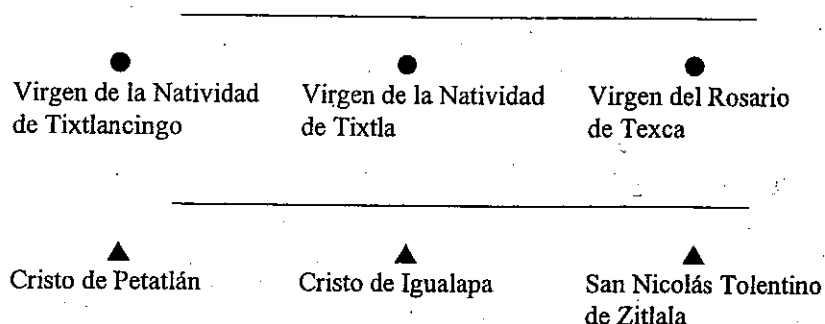 Virgen de la Natividad Virgen de la Natividad Virgen del Rosario
de Tixtlancingo de Tixtla de Texca
Cristo de Petatlán Cristo de Igualapa San Nicolás Tolentino
de Zitlala